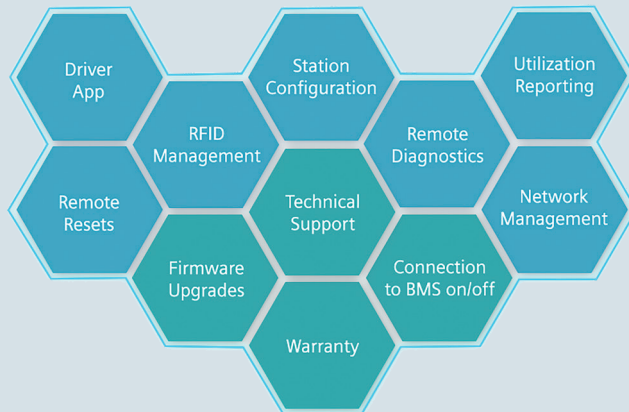 Driver
App
Station
Configuration
Utilization
Reporting
RFID
Management
Remote
Diagnostics
Remote
Resets
Technical
Support
Network
Management
Firmware
Upgrades
Connection
to BMS on/off
Warranty